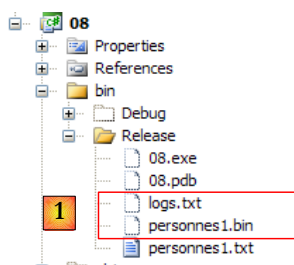 08
Properties
References
bin
Debug
Release
08.exe
08.pdb
1
logs.txt
personnes1.bin
personnes1.txt